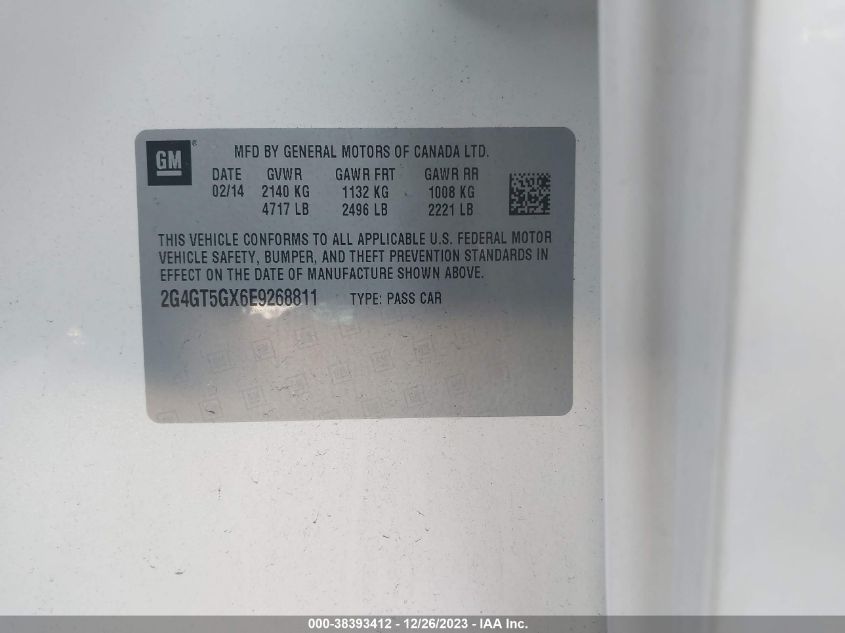 GM ® MFD BY GENERAL MOTORS OF CANADA LTD.
DATE GVWR GAWR FRT GAWR RR
02/14 2140 KG 1132 KG 1008 KG
4717 LB 2496 LB 2221 LB
THIS VEHICLE CONFORMS TO ALL APPLICABLE U.S. FEDERAL MOTOR
VEHICLE SAFETY, BUMPER, AND THEFT PREVENTION STANDARDS IN
EFFECT ON THE DATE OF MANUFACTURE SHOWN ABOVE.
2G4GT5GX6E9268811 TYPE: PASS CAR
000-38393412 - 12/26/2023 - IAA Inc.